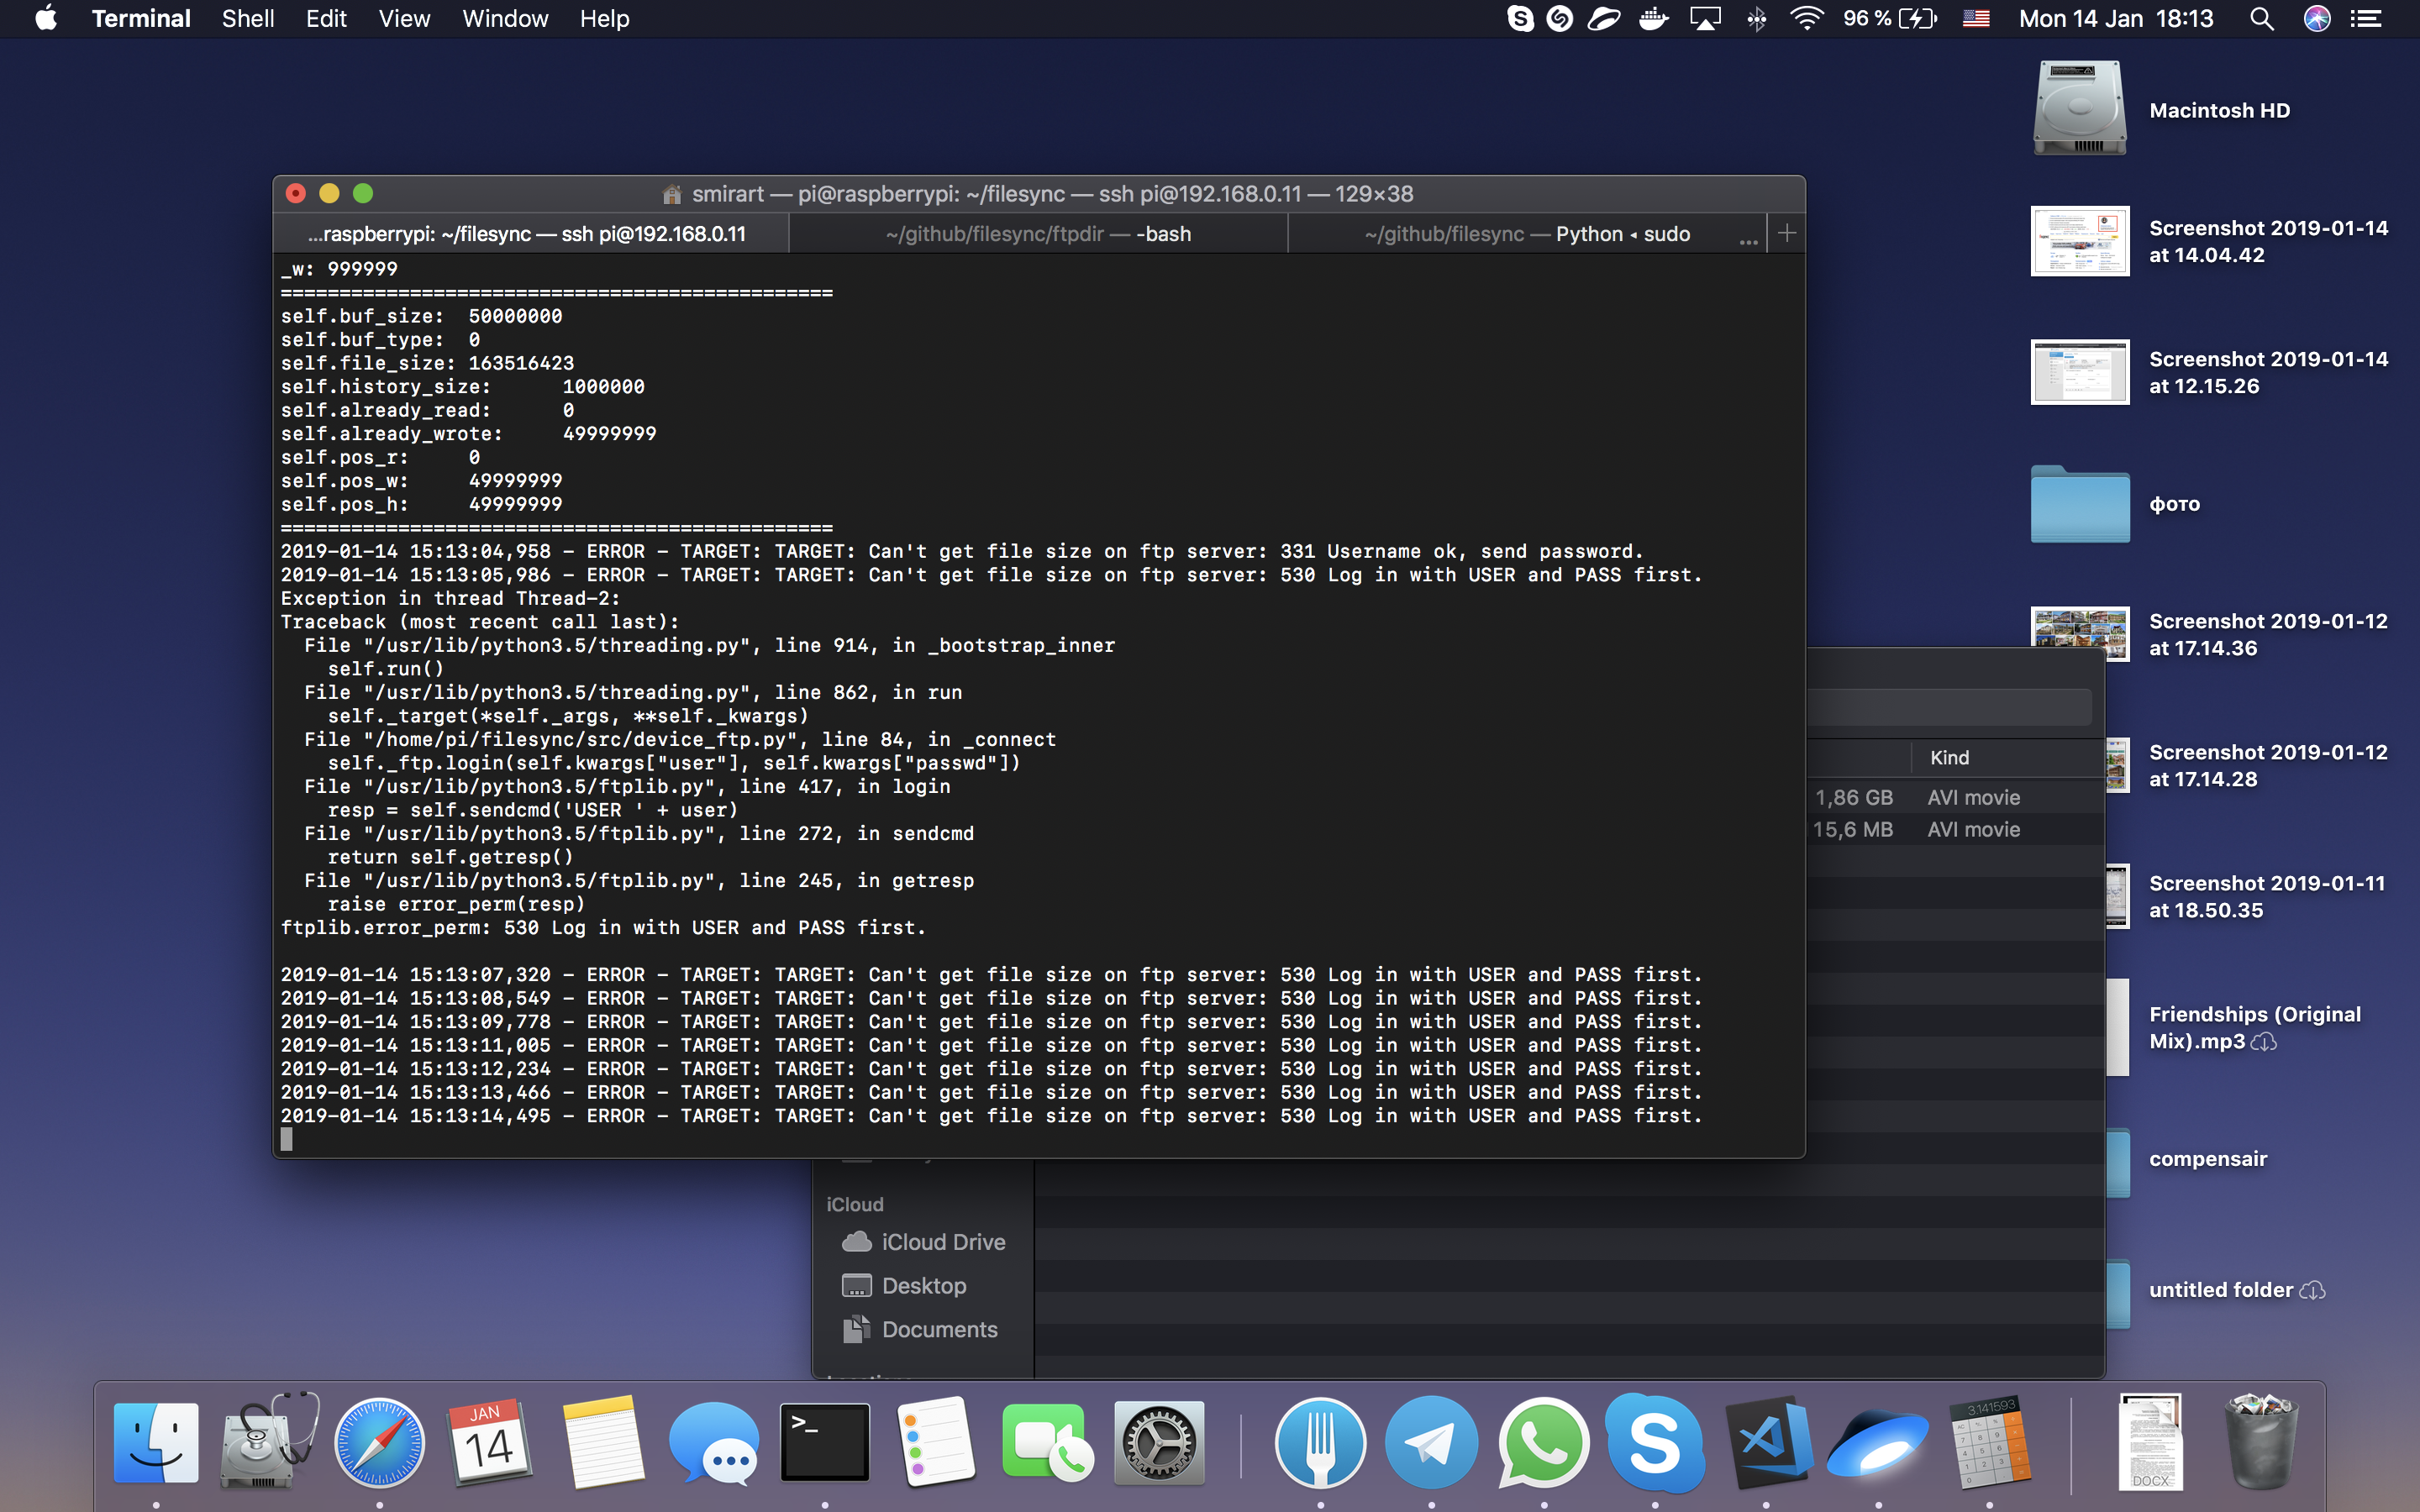 Terminal Shell Edit View Window Help 96 % Mon 14 Jan 18:13
smirart — pi@raspberrypi: ~/filesync — ssh pi@192.168.0.11 — 129×38
...raspberrypi: ~/filesync — ssh pi@192.168.0.11 ~/github/filesync/ftpdir — -bash ~/github/filesync — Python ◂ sudo ... +
_w: 999999
===============================================
self.buf_size:  50000000
self.buf_type:  0
self.file_size: 163516423
self.history_size:      1000000
self.already_read:      0
self.already_wrote:     49999999
self.pos_r:     0
self.pos_w:     49999999
self.pos_h:     49999999
===============================================
2019-01-14 15:13:04,958 - ERROR - TARGET: TARGET: Can't get file size on ftp server: 331 Username ok, send password.
2019-01-14 15:13:05,986 - ERROR - TARGET: TARGET: Can't get file size on ftp server: 530 Log in with USER and PASS first.
Exception in thread Thread-2:
Traceback (most recent call last):
  File "/usr/lib/python3.5/threading.py", line 914, in _bootstrap_inner
    self.run()
  File "/usr/lib/python3.5/threading.py", line 862, in run
    self._target(*self._args, **self._kwargs)
  File "/home/pi/filesync/src/device_ftp.py", line 84, in _connect
    self._ftp.login(self.kwargs["user"], self.kwargs["passwd"])
  File "/usr/lib/python3.5/ftplib.py", line 417, in login
    resp = self.sendcmd('USER ' + user)
  File "/usr/lib/python3.5/ftplib.py", line 272, in sendcmd
    return self.getresp()
  File "/usr/lib/python3.5/ftplib.py", line 245, in getresp
    raise error_perm(resp)
ftplib.error_perm: 530 Log in with USER and PASS first.
2019-01-14 15:13:07,320 - ERROR - TARGET: TARGET: Can't get file size on ftp server: 530 Log in with USER and PASS first.
2019-01-14 15:13:08,549 - ERROR - TARGET: TARGET: Can't get file size on ftp server: 530 Log in with USER and PASS first.
2019-01-14 15:13:09,778 - ERROR - TARGET: TARGET: Can't get file size on ftp server: 530 Log in with USER and PASS first.
2019-01-14 15:13:11,005 - ERROR - TARGET: TARGET: Can't get file size on ftp server: 530 Log in with USER and PASS first.
2019-01-14 15:13:12,234 - ERROR - TARGET: TARGET: Can't get file size on ftp server: 530 Log in with USER and PASS first.
2019-01-14 15:13:13,466 - ERROR - TARGET: TARGET: Can't get file size on ftp server: 530 Log in with USER and PASS first.
2019-01-14 15:13:14,495 - ERROR - TARGET: TARGET: Can't get file size on ftp server: 530 Log in with USER and PASS first.
Kind
1,86 GB AVI movie
15,6 MB AVI movie
iCloud
iCloud Drive
Desktop
Documents
Macintosh HD
Screenshot 2019-01-14
at 14.04.42
Screenshot 2019-01-14
at 12.15.26
фото
Screenshot 2019-01-12
at 17.14.36
Screenshot 2019-01-12
at 17.14.28
Screenshot 2019-01-11
at 18.50.35
Friendships (Original
Mix).mp3
compensair
untitled folder
JAN
14
>_
3.141593
DOCX